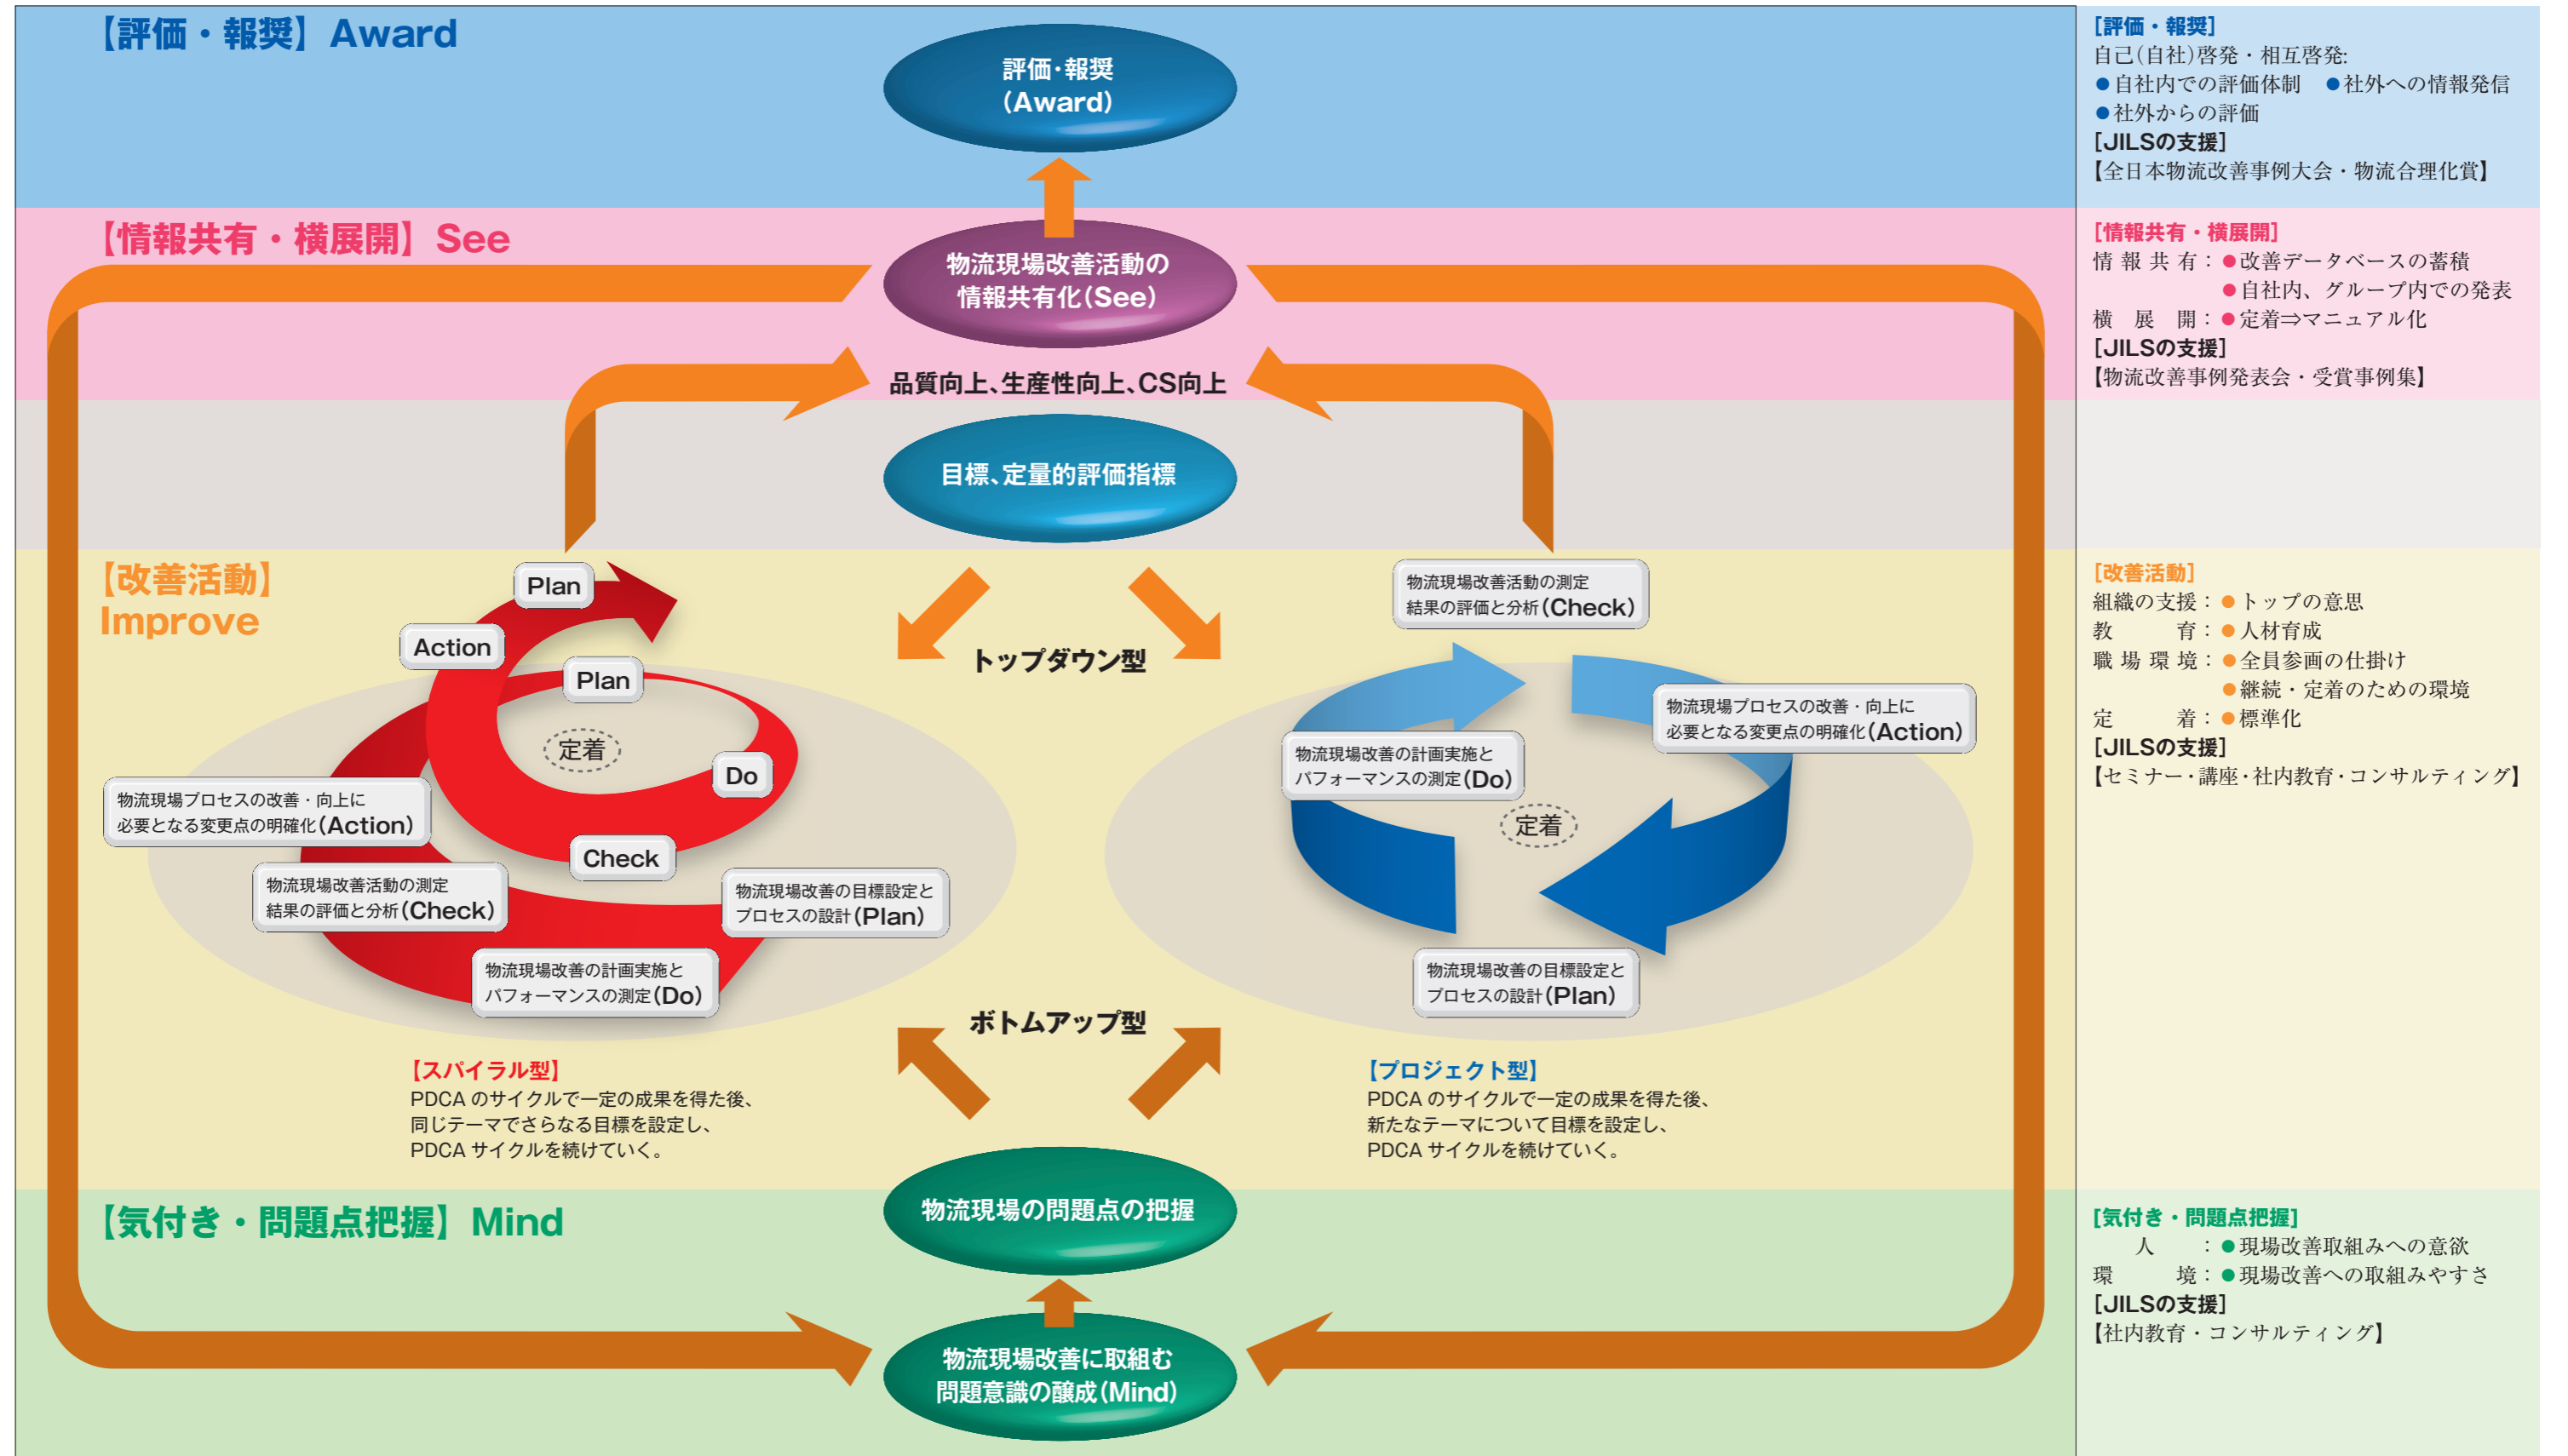 【評価・報奨】Award
評価・報奨
(Award)
【情報共有・横展開】See
物流現場改善活動の
情報共有化(See)
品質向上、生産性向上、CS向上
目標、定量的評価指標
【改善活動】
Improve
トップダウン型
Plan
Action
Plan
定着
Do
Check
物流現場プロセスの改善・向上に
必要となる変更点の明確化(Action)
物流現場改善活動の測定
結果の評価と分析(Check)
物流現場改善の目標設定と
プロセスの設計(Plan)
物流現場改善の計画実施と
パフォーマンスの測定(Do)
物流現場改善活動の測定
結果の評価と分析(Check)
物流現場プロセスの改善・向上に
必要となる変更点の明確化(Action)
物流現場改善の計画実施と
パフォーマンスの測定(Do)
定着
物流現場改善の目標設定と
プロセスの設計(Plan)
ボトムアップ型
【スパイラル型】
PDCA のサイクルで一定の成果を得た後、
同じテーマでさらなる目標を設定し、
PDCA サイクルを続けていく。
【プロジェクト型】
PDCA のサイクルで一定の成果を得た後、
新たなテーマについて目標を設定し、
PDCA サイクルを続けていく。
【気付き・問題点把握】Mind
物流現場の問題点の把握
物流現場改善に取組む
問題意識の醸成(Mind)
[評価・報奨]
自己(自社)啓発・相互啓発:
●自社内での評価体制 ●社外への情報発信
●社外からの評価
[JILSの支援]
【全日本物流改善事例大会・物流合理化賞】
[情報共有・横展開]
情報共有:●改善データベースの蓄積
●自社内、グループ内での発表
横展開:●定着⇒マニュアル化
[JILSの支援]
【物流改善事例発表会・受賞事例集】
[改善活動]
組織の支援:●トップの意思
教育:●人材育成
職場環境:●全員参画の仕掛け
●継続・定着のための環境
定着:●標準化
[JILSの支援]
【セミナー・講座・社内教育・コンサルティング】
[気付き・問題点把握]
人:●現場改善取組みへの意欲
環境:●現場改善への取組みやすさ
[JILSの支援]
【社内教育・コンサルティング】